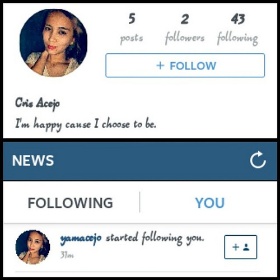 5 2 43
posts followers following
+ FOLLOW
Cris Acejo
I'm happy cause I choose to be.
NEWS
FOLLOWING YOU
yamacejo started following you.
31m
+